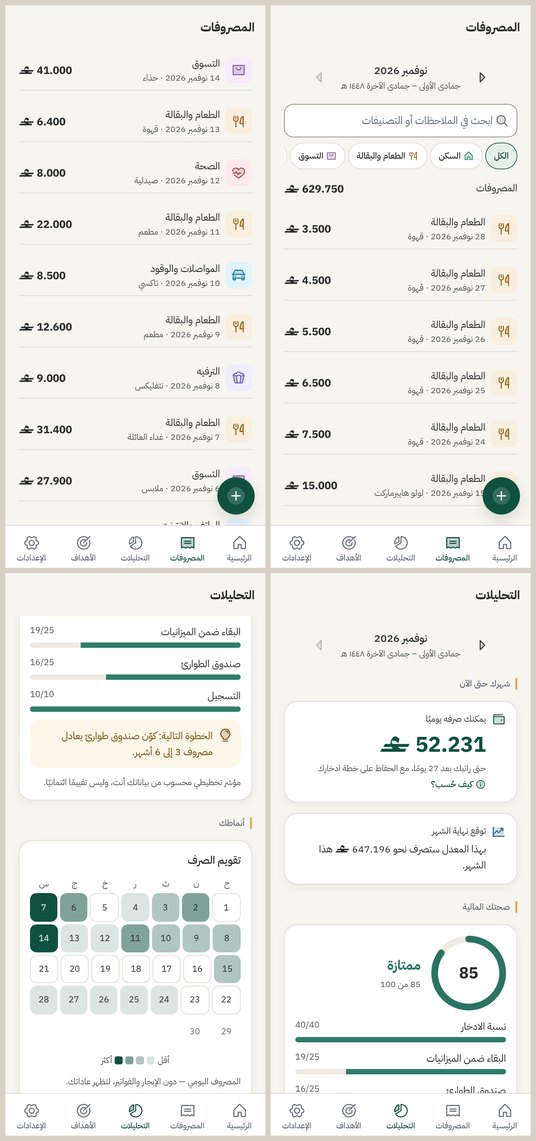 المصروفات
نوفمبر 2026
جمادى الأولى – جمادى الآخرة ١٤٤٨ هـ
ابحث في الملاحظات أو التصنيفات
الكل
السكن
الطعام والبقالة
التسوق
المصروفات
629.750
الطعام والبقالة
28 نوفمبر 2026 · قهوة
3.500
الطعام والبقالة
27 نوفمبر 2026 · قهوة
4.500
الطعام والبقالة
26 نوفمبر 2026 · قهوة
5.500
الطعام والبقالة
25 نوفمبر 2026 · قهوة
6.500
الطعام والبقالة
24 نوفمبر 2026 · قهوة
7.500
الطعام والبقالة
15 نوفمبر 2026 · لولو هايبرماركت
15.000
الرئيسية
المصروفات
التحليلات
الأهداف
الإعدادات
المصروفات
التسوق
14 نوفمبر 2026 · حذاء
41.000
الطعام والبقالة
13 نوفمبر 2026 · قهوة
6.400
الصحة
12 نوفمبر 2026 · صيدلية
8.000
الطعام والبقالة
11 نوفمبر 2026 · مطعم
22.000
المواصلات والوقود
10 نوفمبر 2026 · تاكسي
8.500
الطعام والبقالة
9 نوفمبر 2026 · مطعم
12.600
الترفيه
8 نوفمبر 2026 · نتفليكس
9.000
الطعام والبقالة
7 نوفمبر 2026 · غداء العائلة
31.400
التسوق
6 نوفمبر 2026 · ملابس
27.900
الرئيسية
المصروفات
التحليلات
الأهداف
الإعدادات
التحليلات
نوفمبر 2026
جمادى الأولى – جمادى الآخرة ١٤٤٨ هـ
شهرك حتى الآن
يمكنك صرفه يوميًا
52.231
حتى راتبك بعد 27 يومًا، مع الحفاظ على خطة ادخارك
كيف حُسب؟
توقع نهاية الشهر
بهذا المعدل ستصرف نحو 647.196 هذا
الشهر.
صحتك المالية
85
ممتازة
85 من 100
نسبة الادخار
40/40
البقاء ضمن الميزانيات
19/25
صندوق الطوارئ
16/25
الرئيسية
المصروفات
التحليلات
الأهداف
الإعدادات
التحليلات
البقاء ضمن الميزانيات
19/25
صندوق الطوارئ
16/25
التسجيل
10/10
الخطوة التالية: كوّن صندوق طوارئ يعادل
مصروف 3 إلى 6 أشهر.
مؤشر تخطيطي محسوب من بياناتك أنت، وليس تقييمًا ائتمانيًا.
أنماطك
تقويم الصرف
ح ن ث ر خ ج س
1 2 3 4 5 6 7
8 9 10 11 12 13 14
15 16 17 18 19 20 21
22 23 24 25 26 27 28
29 30
أقل
أكثر
المصروف اليومي — دون الإيجار والفواتير، لتظهر عاداتك.
الرئيسية
المصروفات
التحليلات
الأهداف
الإعدادات